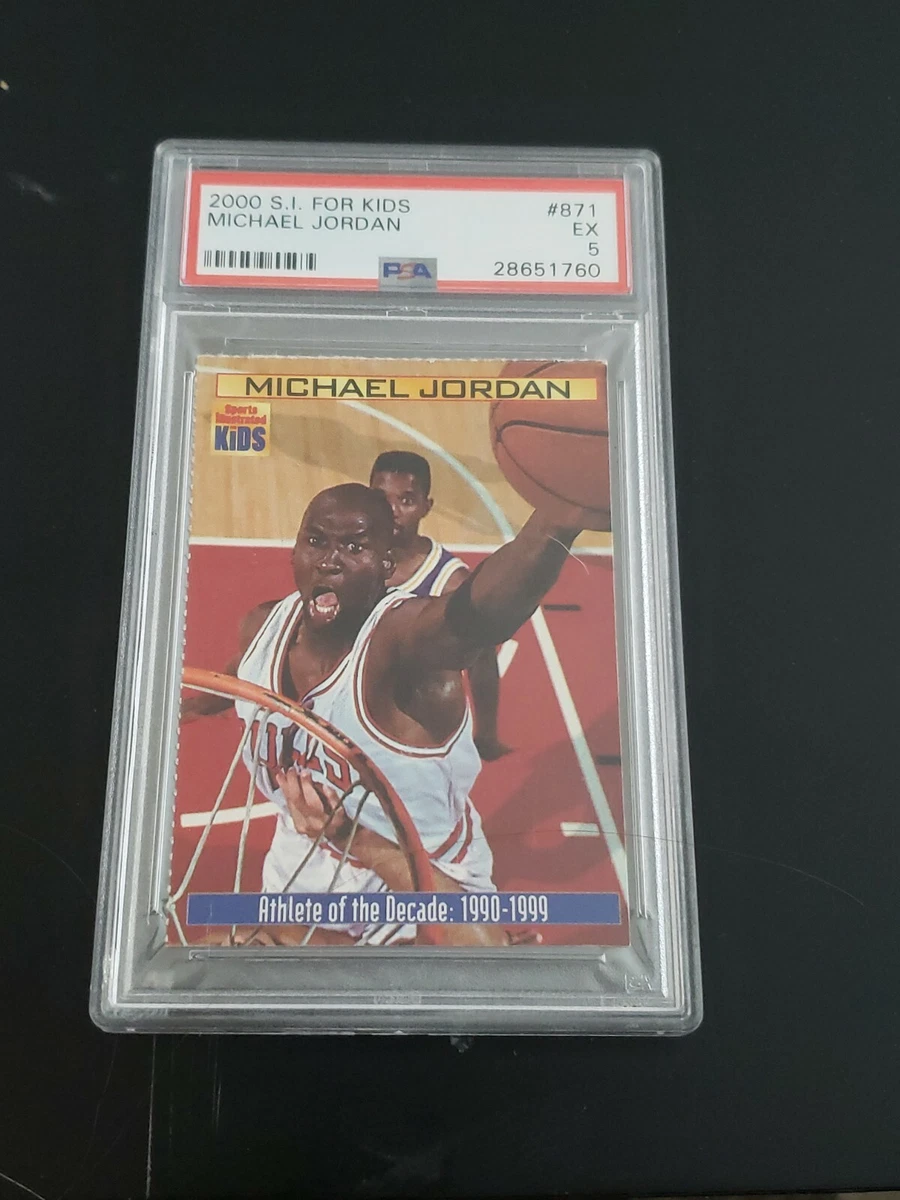 2000 S.I. FOR KIDS #871
MICHAEL JORDAN EX
5
PSA 28651760
MICHAEL JORDAN
Sports
Illustrated
KiDS
ULLS
Athlete of the Decade: 1990-1999